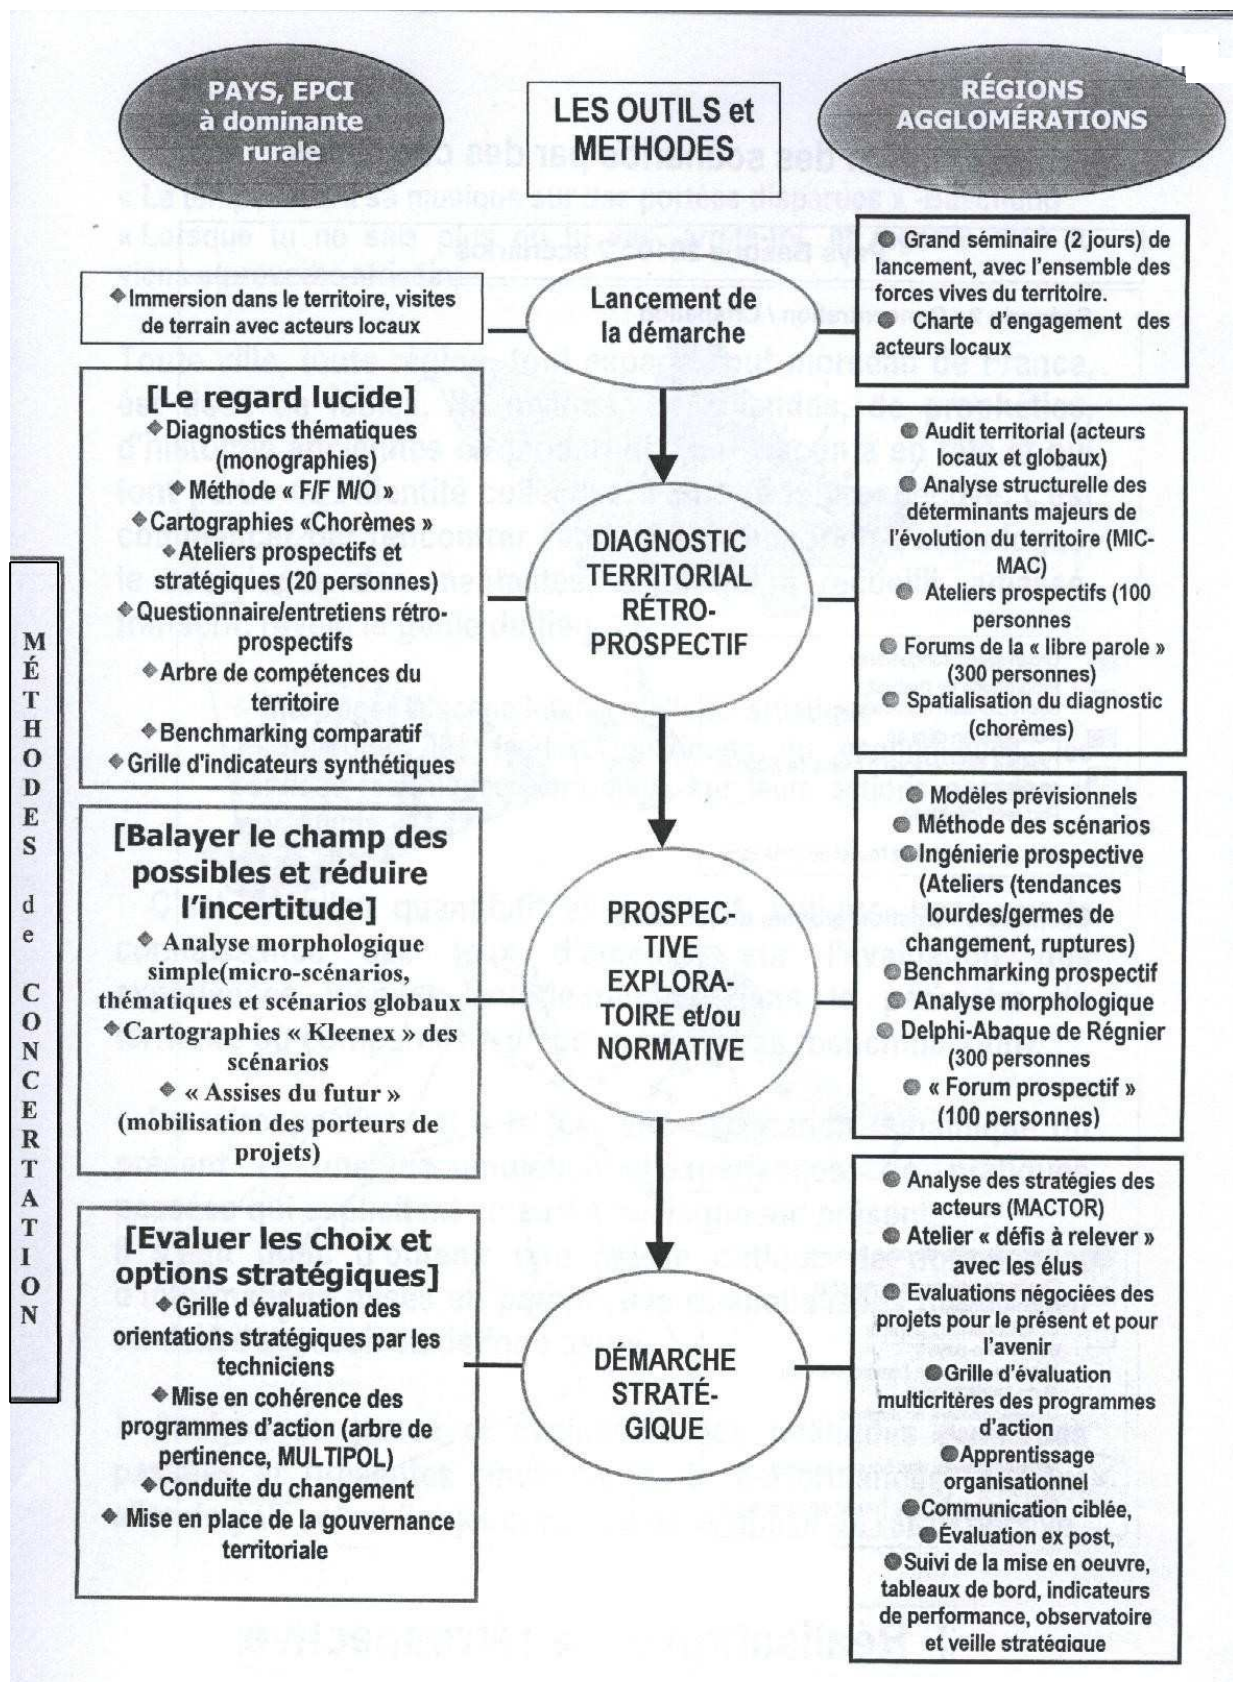 PAYS, EPCI
à dominante
rurale
LES OUTILS et
METHODES
RÉGIONS
AGGLOMÉRATIONS
❖ Immersion dans le territoire, visites
de terrain avec acteurs locaux
Lancement de
la démarche
● Grand séminaire (2 jours) de
lancement, avec l'ensemble des
forces vives du territoire.
● Charte d'engagement des
acteurs locaux
[Le regard lucide]
❖ Diagnostics thématiques
(monographies)
❖ Méthode « F/F M/O »
❖ Cartographies «Chorèmes »
❖ Ateliers prospectifs et
stratégiques (20 personnes)
❖ Questionnaire/entretiens rétro-
prospectifs
❖ Arbre de compétences du
territoire
❖ Benchmarking comparatif
❖ Grille d'indicateurs synthétiques
DIAGNOSTIC
TERRITORIAL
RÉTRO-
PROSPECTIF
● Audit territorial (acteurs
locaux et globaux)
● Analyse structurelle des
déterminants majeurs de
l'évolution du territoire (MIC-
MAC)
● Ateliers prospectifs (100
personnes
● Forums de la « libre parole »
(300 personnes)
● Spatialisation du diagnostic
(chorèmes)
MÉTHODES de CONCERTATION
[Balayer le champ des
possibles et réduire
l'incertitude]
❖ Analyse morphologique
simple(micro-scénarios,
thématiques et scénarios globaux
❖ Cartographies « Kleenex » des
scénarios
❖ « Assises du futur »
(mobilisation des porteurs de
projets)
PROSPEC-
TIVE
EXPLORA-
TOIRE et/ou
NORMATIVE
● Modèles prévisionnels
● Méthode des scénarios
● Ingénierie prospective
(Ateliers (tendances
lourdes/germes de
changement, ruptures)
● Benchmarking prospectif
● Analyse morphologique
● Delphi-Abaque de Régnier
(300 personnes
● « Forum prospectif »
(100 personnes)
[Evaluer les choix et
options stratégiques]
❖ Grille d évaluation des
orientations stratégiques par les
techniciens
❖ Mise en cohérence des
programmes d'action (arbre de
pertinence, MULTIPOL)
❖ Conduite du changement
❖ Mise en place de la gouvernance
territoriale
DÉMARCHE
STRATÉ-
GIQUE
● Analyse des stratégies des
acteurs (MACTOR)
● Atelier « défis à relever »
avec les élus
● Evaluations négociées des
projets pour le présent et pour
l'avenir
● Grille d'évaluation
multicritères des programmes
d'action
● Apprentissage
organisationnel
● Communication ciblée,
● Évaluation ex post,
● Suivi de la mise en oeuvre,
tableaux de bord, indicateurs
de performance, observatoire
et veille stratégique